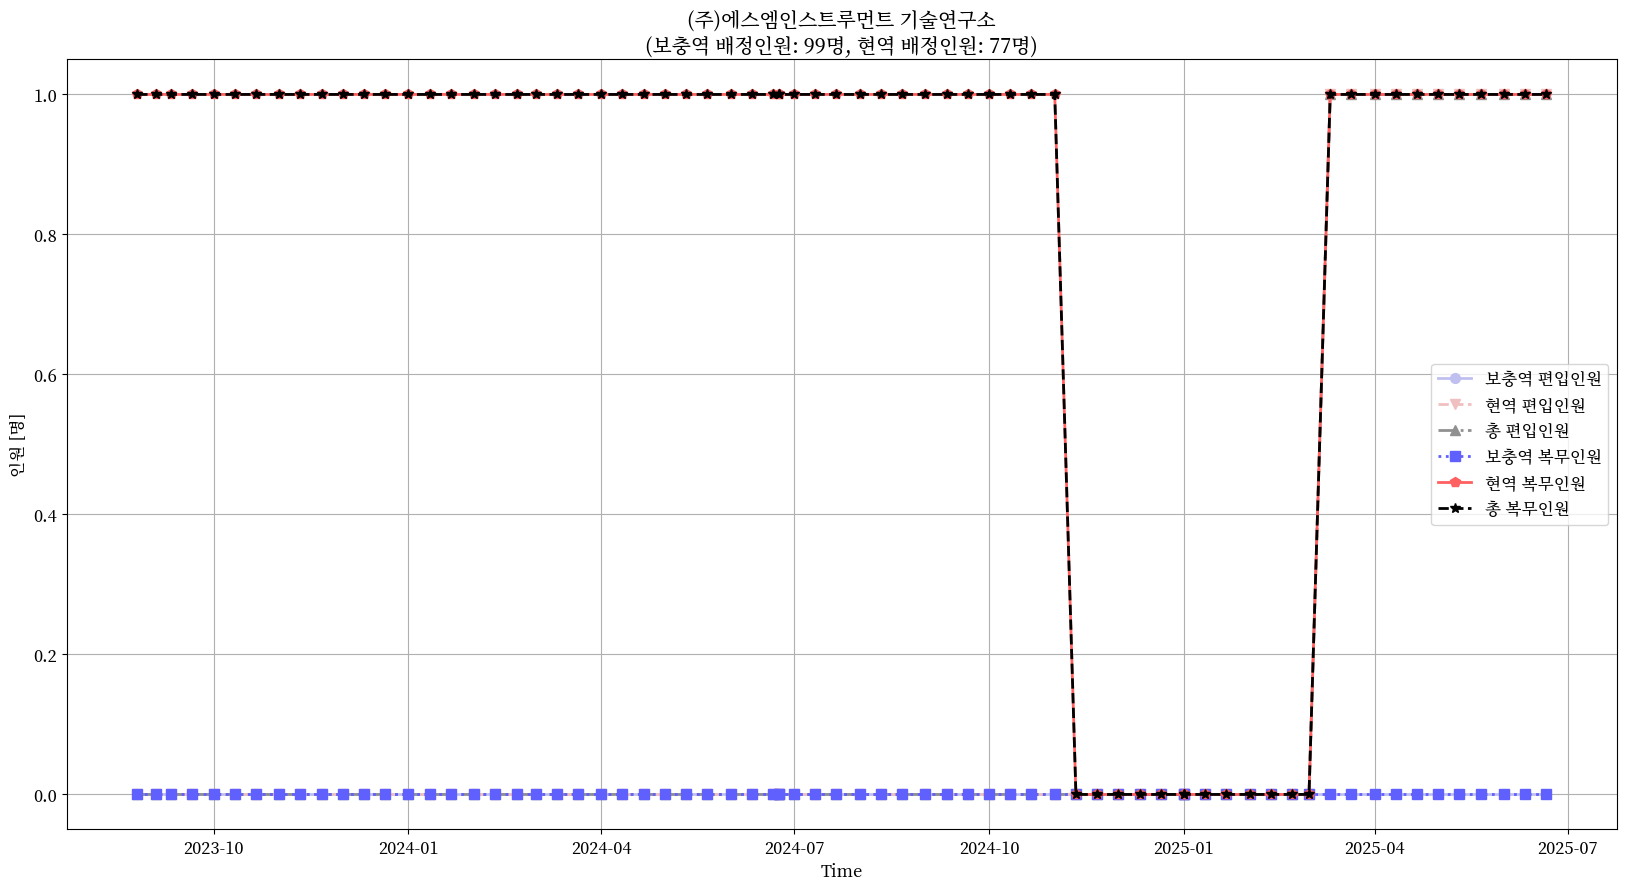 (주)에스엠인스트루먼트 기술연구소
(보충역 배정인원: 99명, 현역 배정인원: 77명)
인원 [명]
1.0
0.8
0.6
0.4
0.2
0.0
보충역 편입인원
현역 편입인원
총 편입인원
보충역 복무인원
현역 복무인원
총 복무인원
2023-10
2024-01
2024-04
2024-07
2024-10
2025-01
2025-04
2025-07
Time